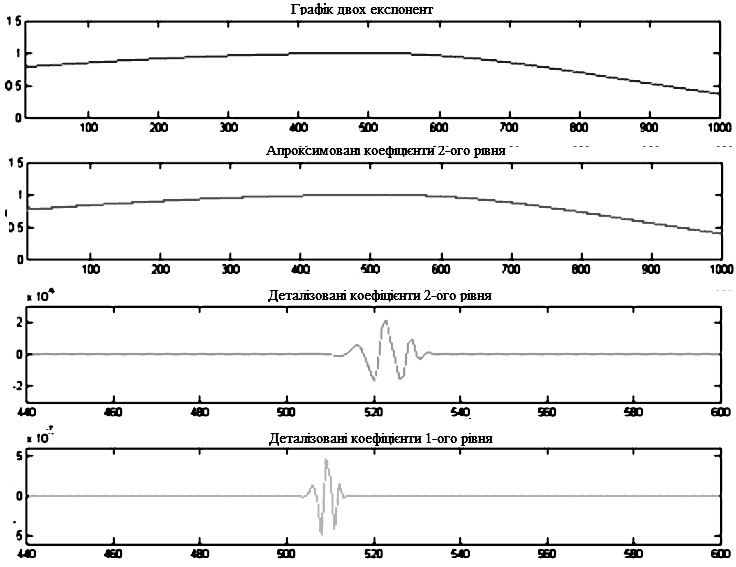 Графік двох експонент
1 5
1
0 5
0
100 200 300 400 500 600 700 800 900 1000
Апроксимовані коефіцієнти 2-ого рівня
1 5
1
0 5
0
100 200 300 400 500 600 700 800 900 1000
Деталізовані коефіцієнти 2-ого рівня
2
0
-2
440 460 480 500 520 540 560 580 600
Деталізовані коефіцієнти 1-ого рівня
5
0
5
440 460 480 500 520 540 560 580 600